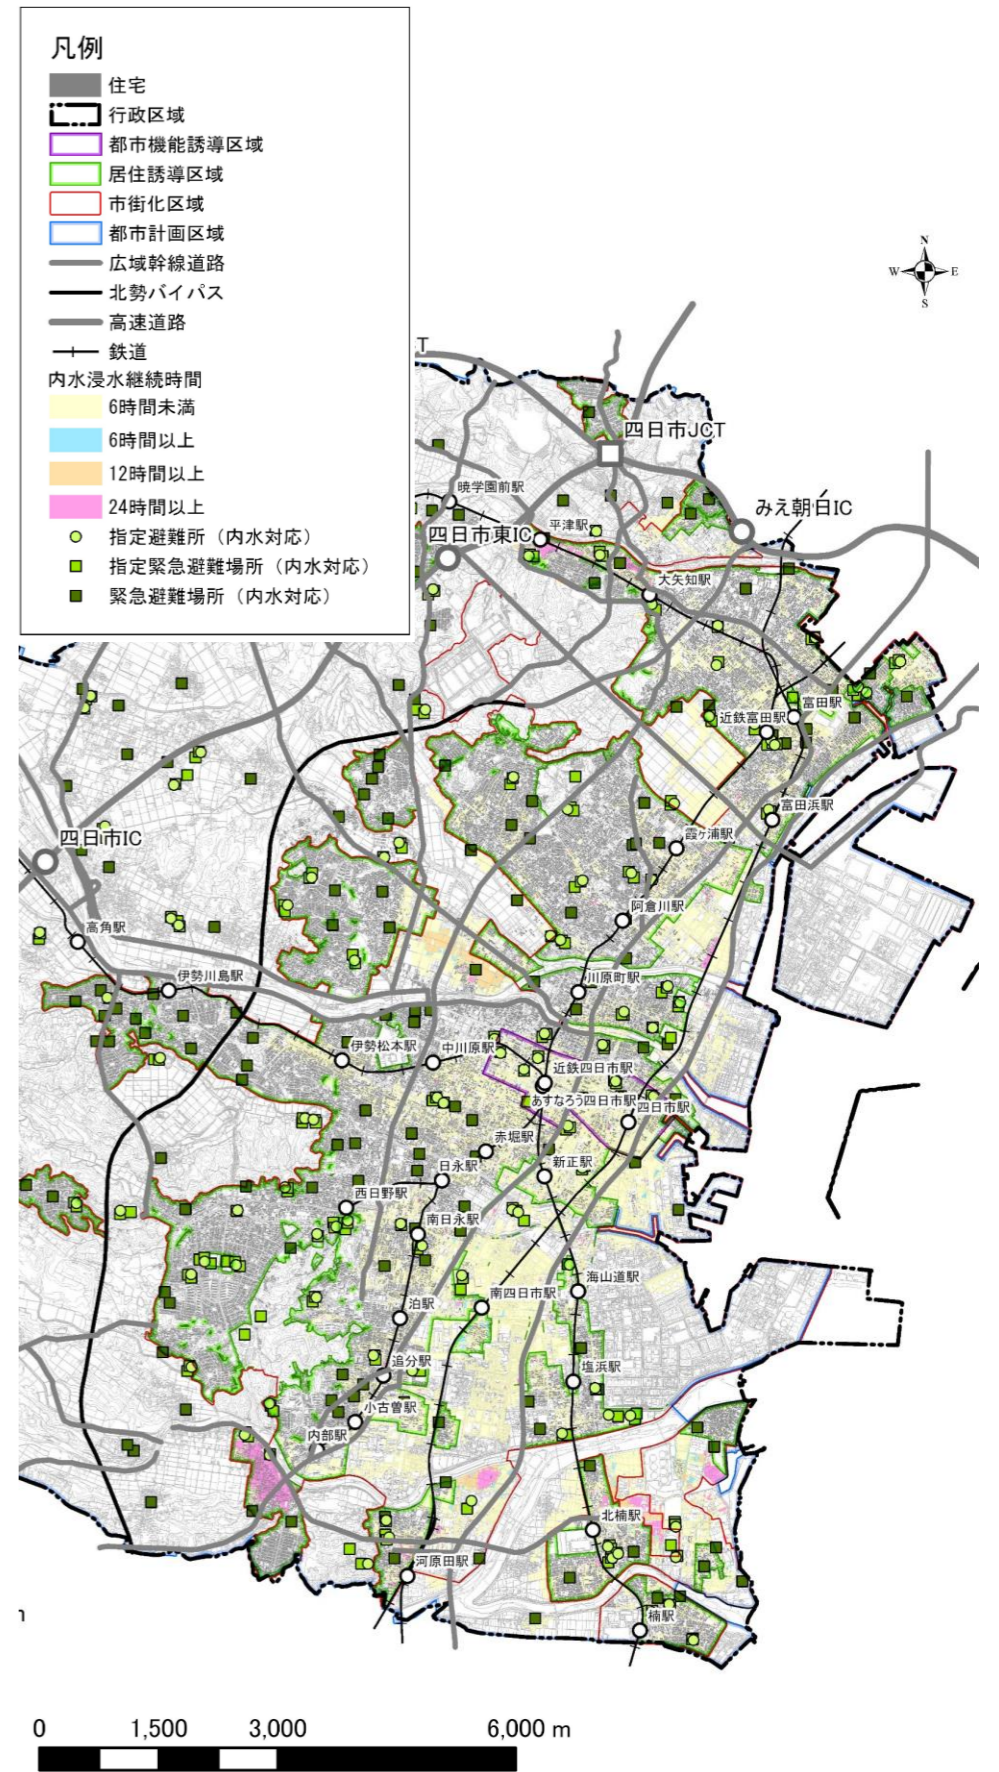 凡例
住宅
行政区域
都市機能誘導区域
居住誘導区域
市街化区域
都市計画区域
広域幹線道路
北勢バイパス
高速道路
鉄道
内水浸水継続時間
6時間未満
6時間以上
12時間以上
24時間以上
指定避難所（内水対応）
指定緊急避難場所（内水対応）
緊急避難場所（内水対応）
N
W
E
S
T
四日市JCT
暁学園前駅
みえ朝日IC
平津駅
四日市東IC
大矢知駅
富田駅
近鉄富田駅
富田浜駅
四日市IC
霞ヶ浦駅
阿倉川駅
高角駅
伊勢川島駅
川原町駅
伊勢松本駅
中川原駅
近鉄四日市駅
あすなろう四日市駅
四日市駅
赤堀駅
日永駅
新正駅
西日野駅
南日永駅
海山道駅
南四日市駅
泊駅
追分駅
塩浜駅
小古曽駅
内部駅
北楠駅
河原田駅
楠駅
0
1,500
3,000
6,000 m